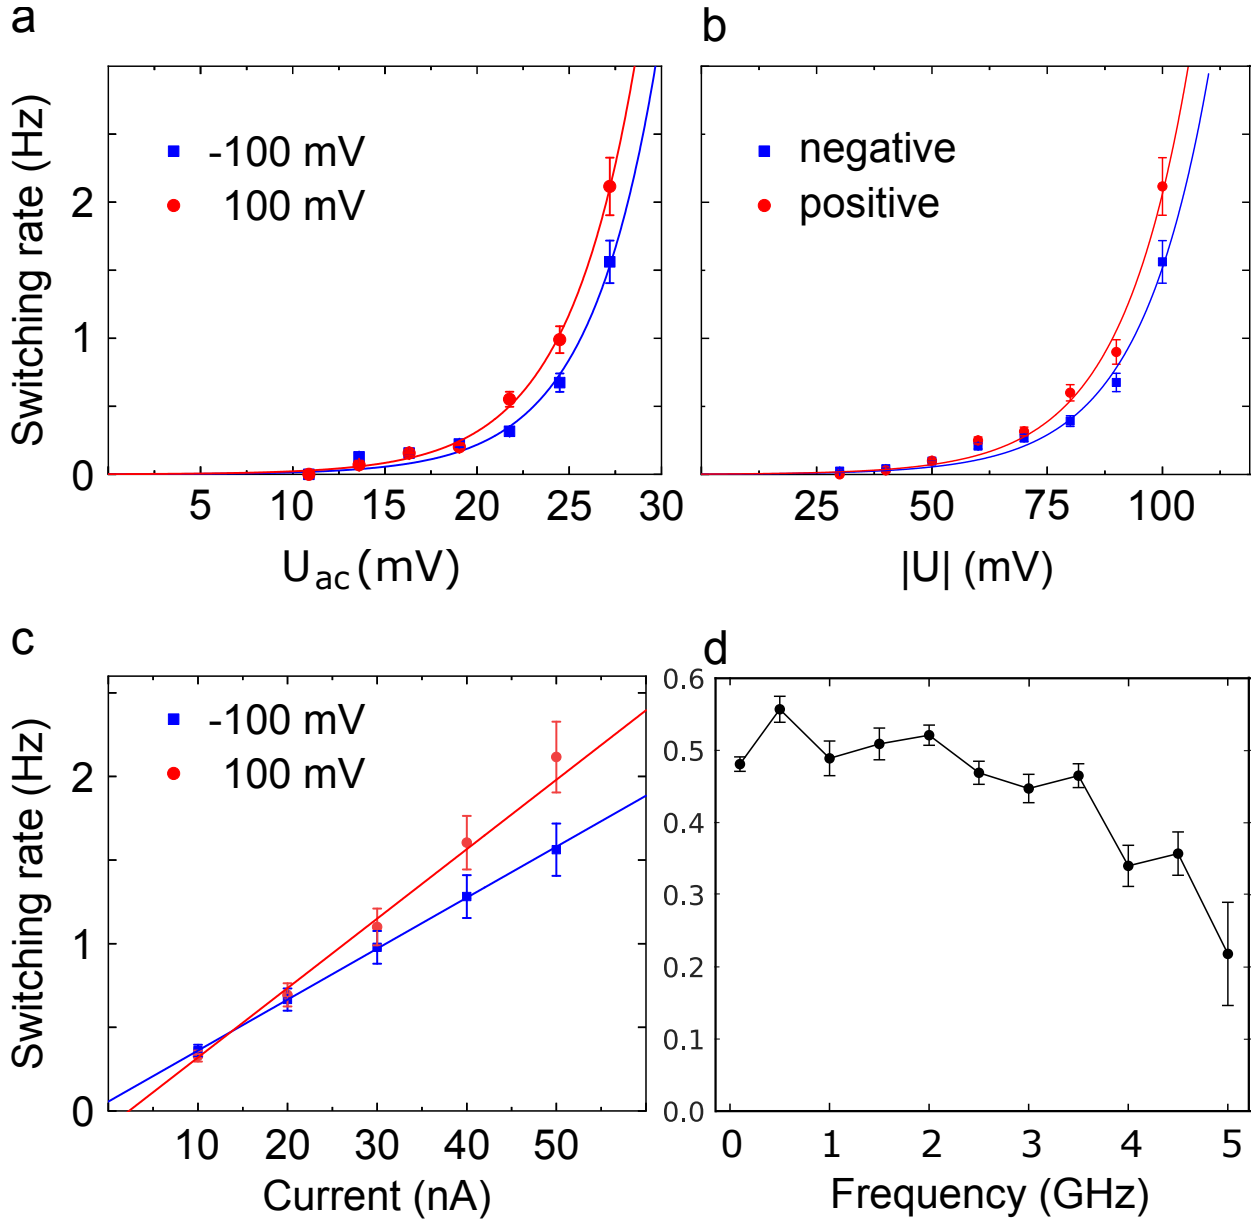 a
Switching rate (Hz)
2
1
0
-100 mV
100 mV
5 10 15 20 25 30
U_ac (mV)
b
negative
positive
25 50 75 100
|U| (mV)
c
Switching rate (Hz)
2
1
0
-100 mV
100 mV
10 20 30 40 50
Current (nA)
d
0.6
0.5
0.4
0.3
0.2
0.1
0.0
0 1 2 3 4 5
Frequency (GHz)